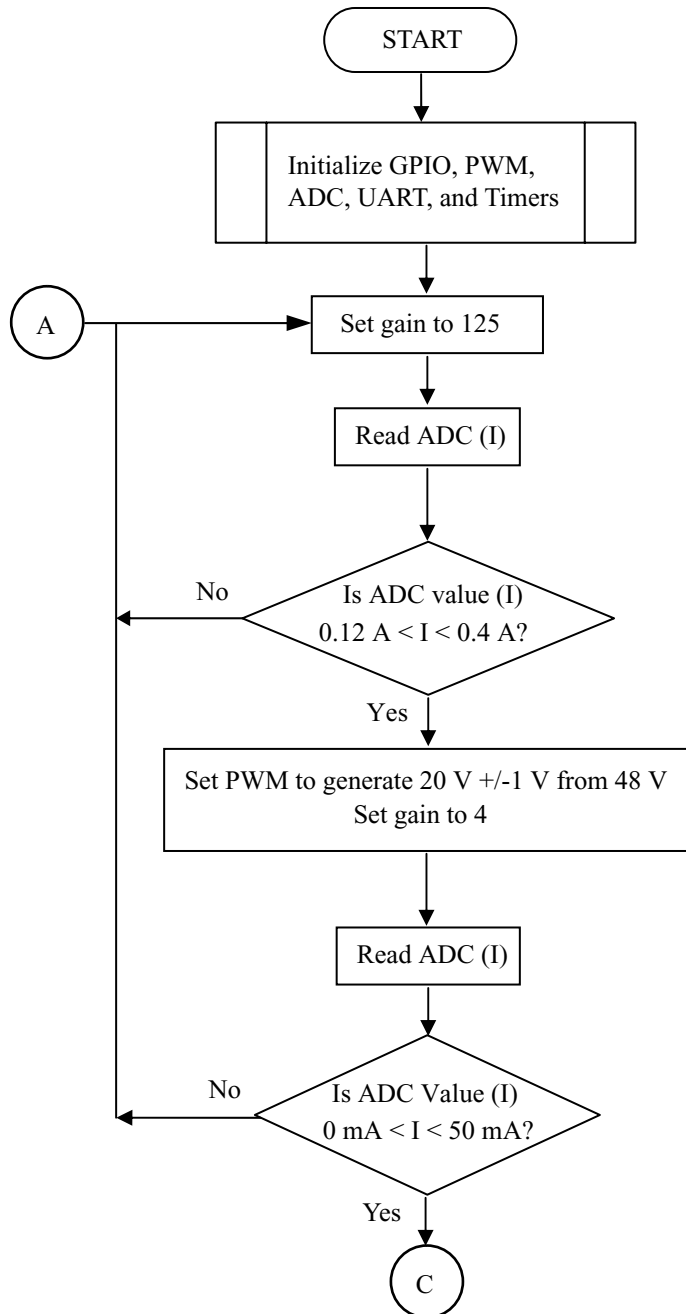 START
Initialize GPIO, PWM,
ADC, UART, and Timers
A
Set gain to 125
Read ADC (I)
No
Is ADC value (I)
0.12 A < I < 0.4 A?
Yes
Set PWM to generate 20 V +/-1 V from 48 V
Set gain to 4
Read ADC (I)
No
Is ADC Value (I)
0 mA < I < 50 mA?
Yes
C